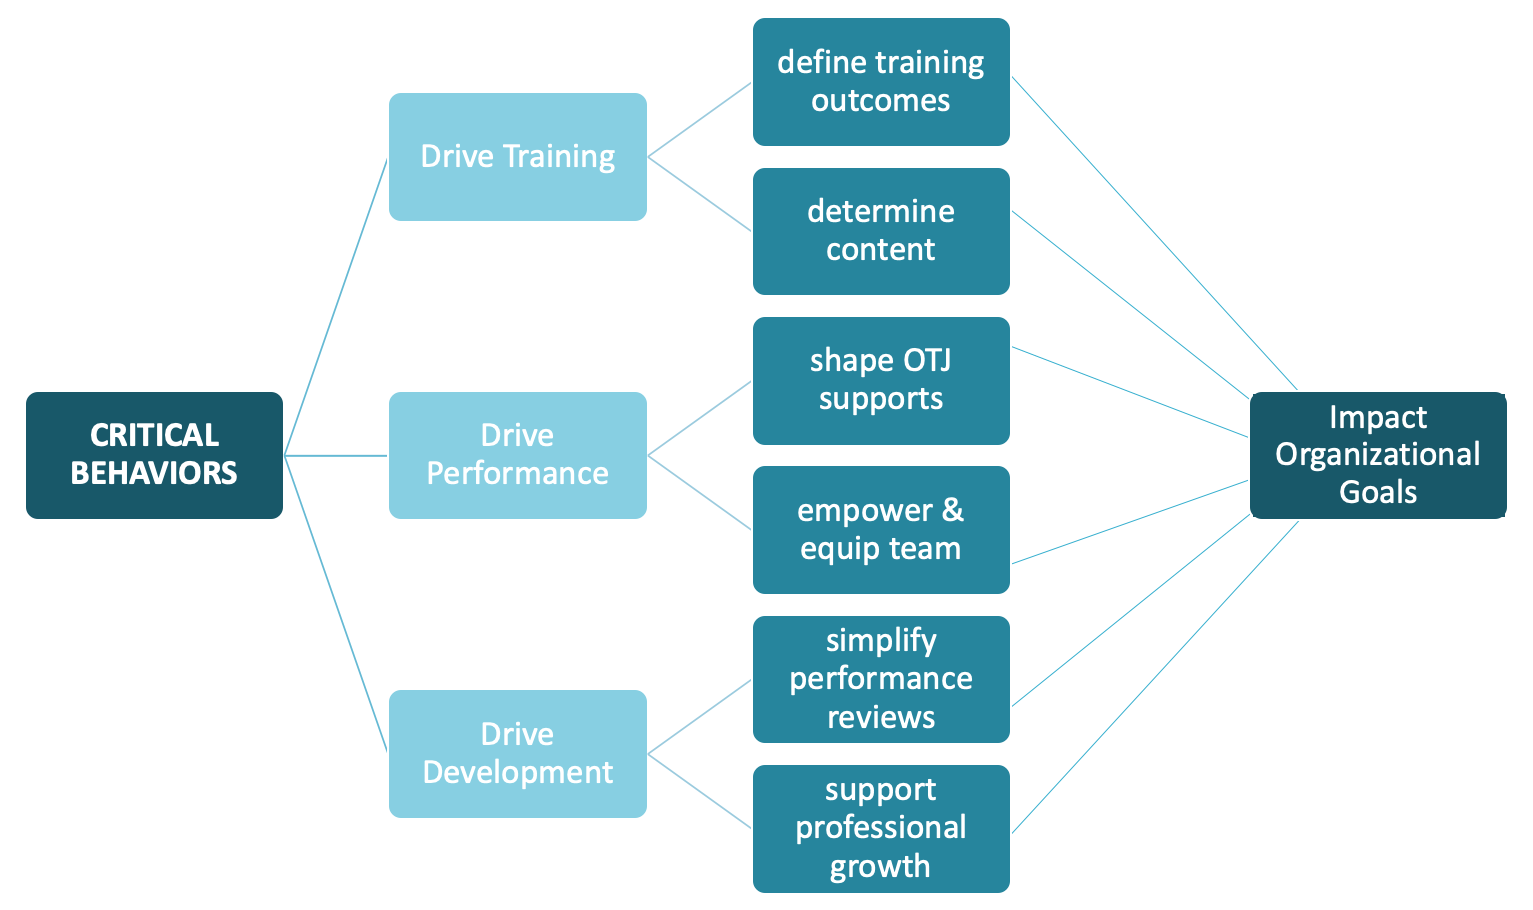 CRITICAL
BEHAVIORS
Drive Training
define training
outcomes
determine
content
Drive
Performance
shape OTJ
supports
empower &
equip team
Drive
Development
simplify
performance
reviews
support
professional
growth
Impact
Organizational
Goals